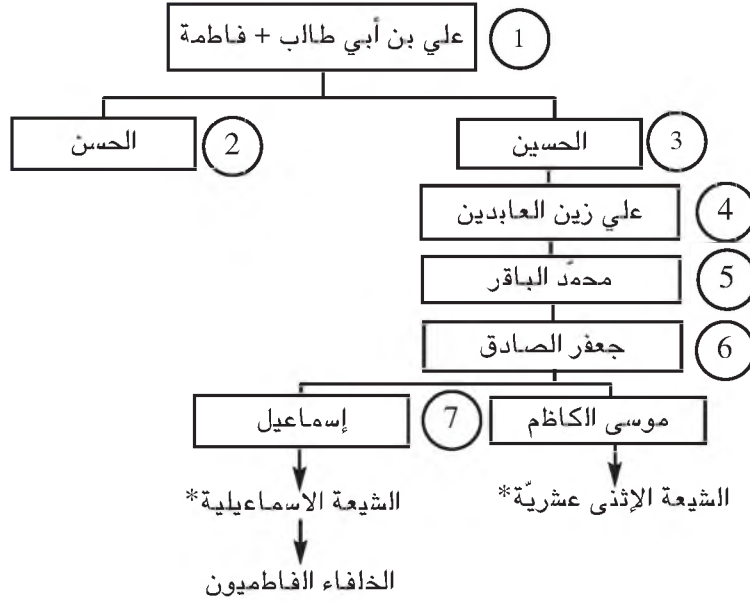 علي بن أبي طالب + فاطمة
1
الحسن
2
الحسين
3
علي زين العابدين
4
محمّد الباقر
5
جعفر الصادق
6
موسى الكاظم
إسماعيل
7
الشيعة الإثنى عشريّة*
الشيعة الاسماعيلية*
الخلفاء الفاطميون